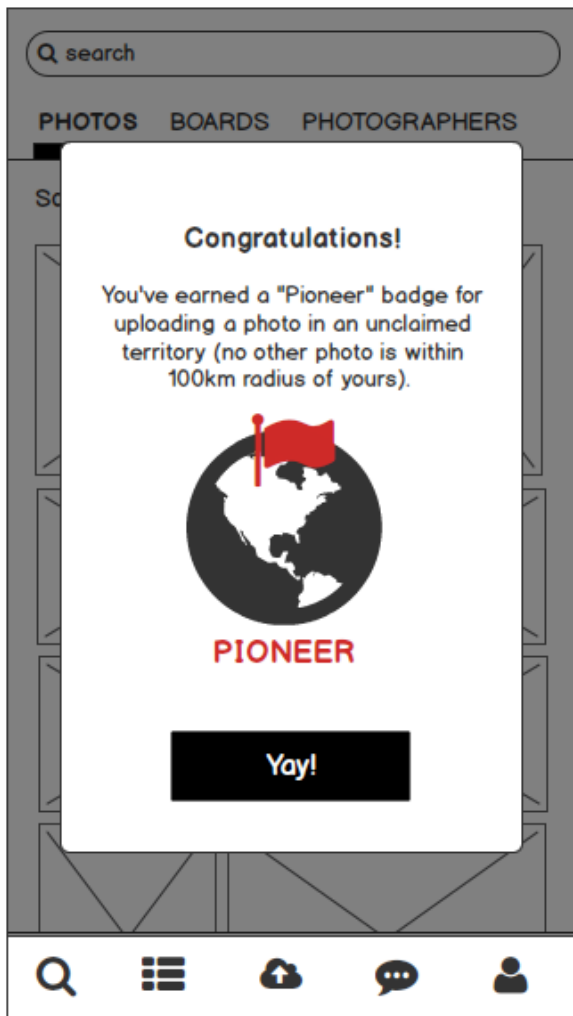 search
PHOTOS BOARDS PHOTOGRAPHERS
Congratulations!
You've earned a "Pioneer" badge for
uploading a photo in an unclaimed
territory (no other photo is within
100km radius of yours).
PIONEER
Yay!